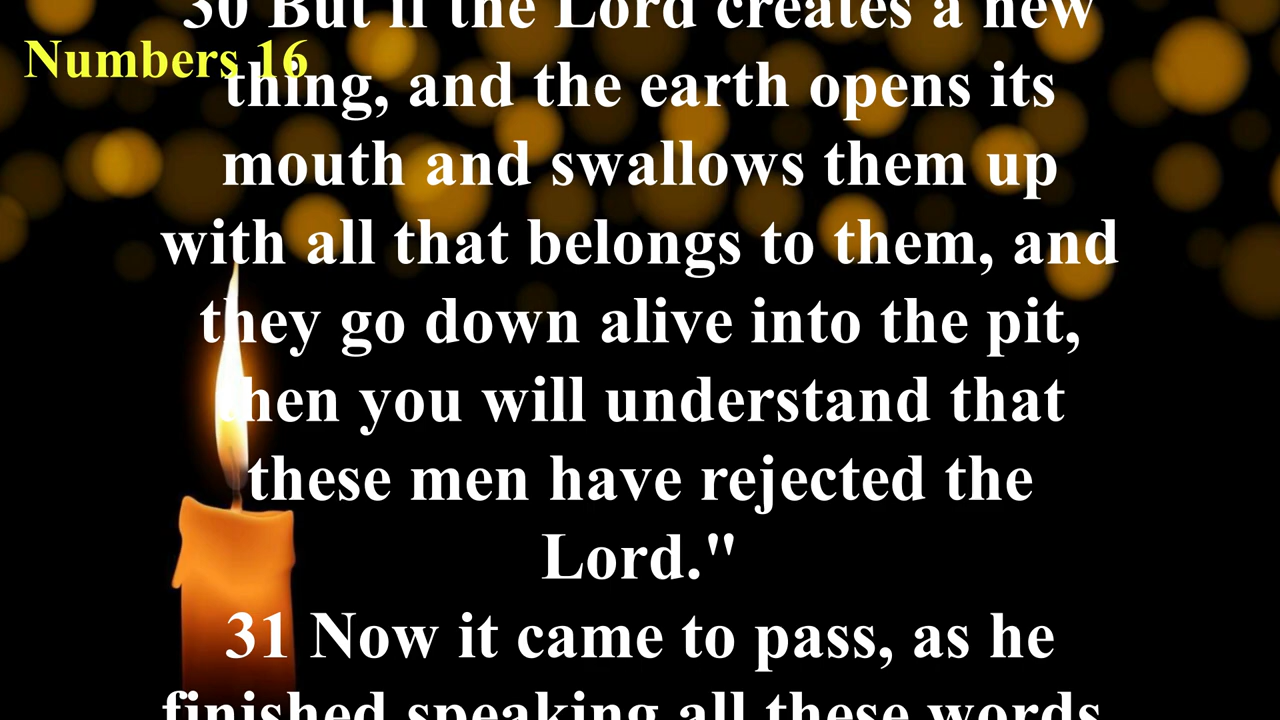 30 But if the Lord creates a new
Numbers 16
thing, and the earth opens its
mouth and swallows them up
with all that belongs to them, and
they go down alive into the pit,
then you will understand that
these men have rejected the
Lord."
31 Now it came to pass, as he
finished speaking all these words